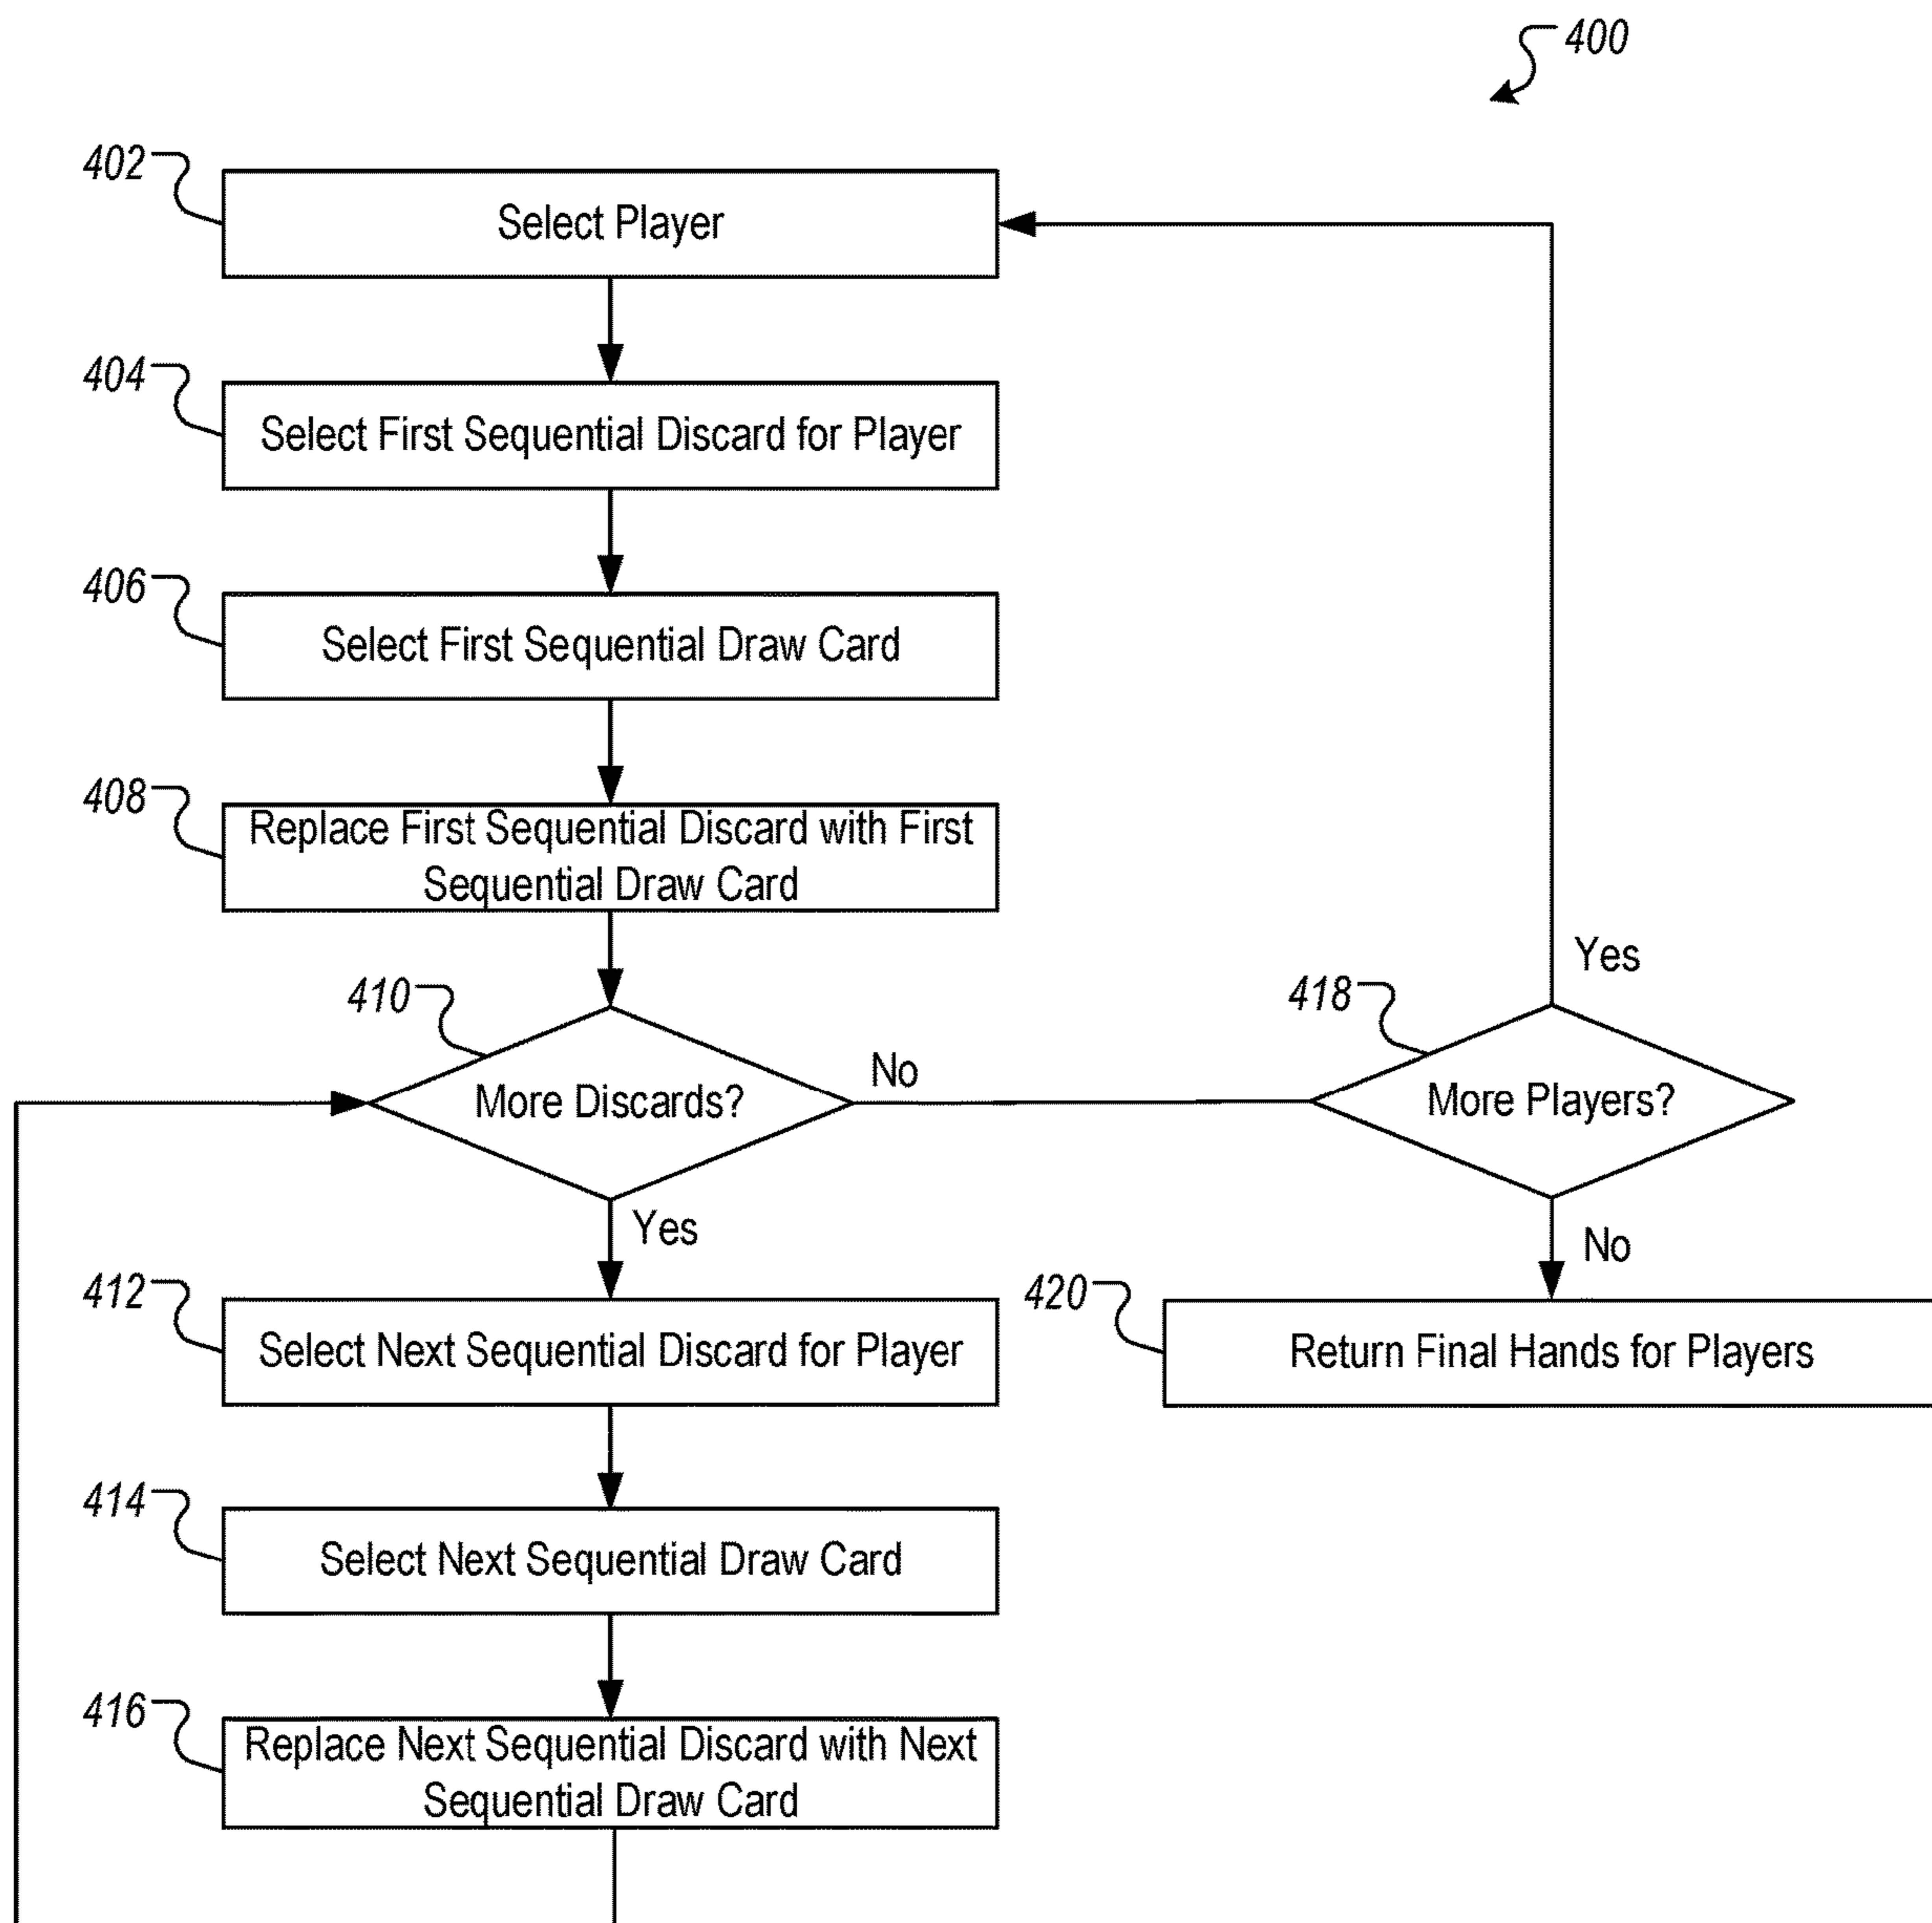 400
402
Select Player
404
Select First Sequential Discard for Player
406
Select First Sequential Draw Card
408
Replace First Sequential Discard with First
Sequential Draw Card
410
More Discards?
No
418
More Players?
Yes
Yes
No
412
Select Next Sequential Discard for Player
420
Return Final Hands for Players
414
Select Next Sequential Draw Card
416
Replace Next Sequential Discard with Next
Sequential Draw Card